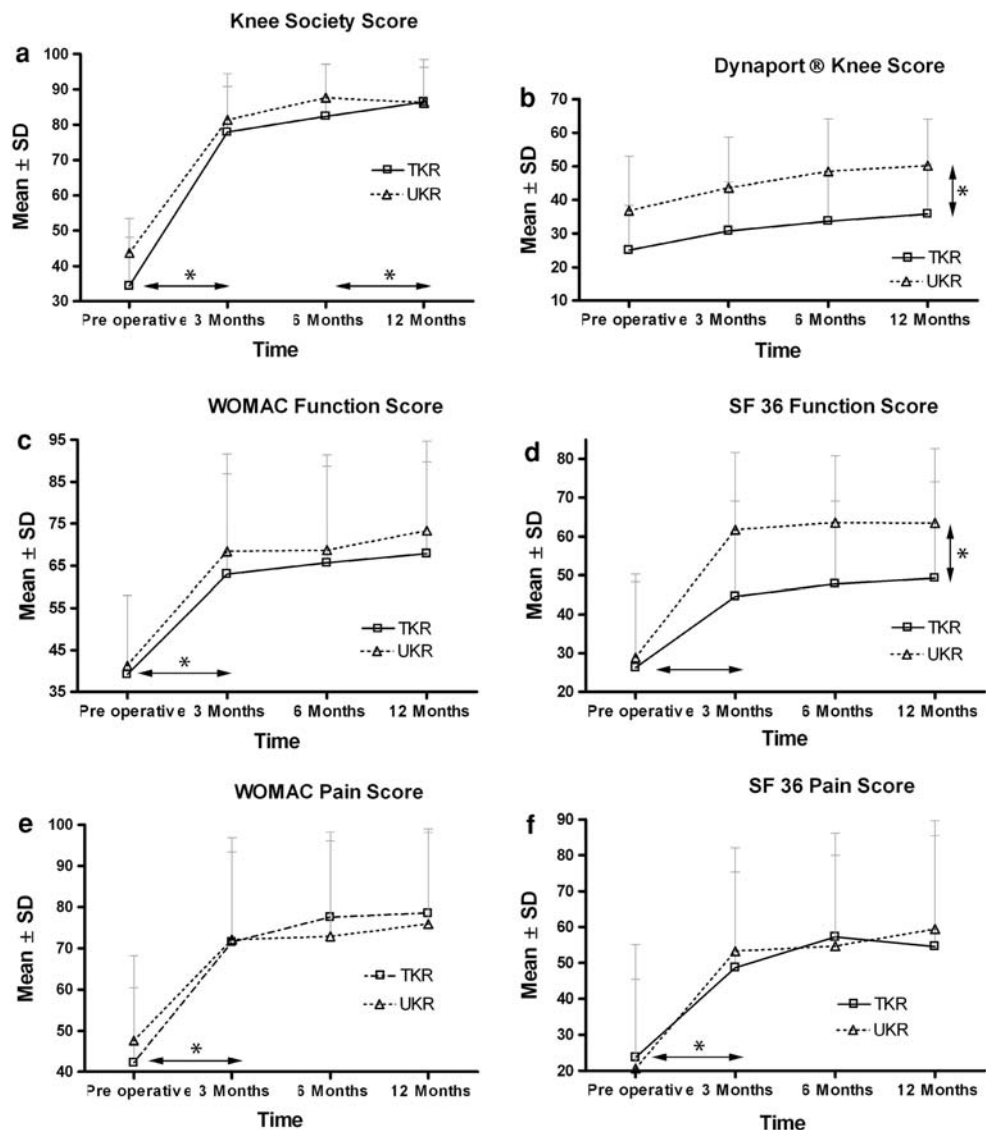 a
Knee Society Score
Mean ± SD
100
90
80
70
60
50
40
30
TKR
UKR
*
*
Pre operative 3 Months 6 Months 12 Months
Time
b
Dynaport ® Knee Score
Mean ± SD
70
60
50
40
30
20
10
*
TKR
UKR
Pre operative 3 Months 6 Months 12 Months
Time
c
WOMAC Function Score
Mean ± SD
95
85
75
65
55
45
35
TKR
UKR
*
Pre operative 3 Months 6 Months 12 Months
Time
d
SF 36 Function Score
Mean ± SD
80
70
60
50
40
30
20
*
TKR
UKR
Pre operative 3 Months 6 Months 12 Months
Time
e
WOMAC Pain Score
Mean ± SD
100
90
80
70
60
50
40
TKR
UKR
*
Pre operative 3 Months 6 Months 12 Months
Time
f
SF 36 Pain Score
Mean ± SD
90
80
70
60
50
40
30
20
TKR
UKR
*
Pre operative 3 Months 6 Months 12 Months
Time